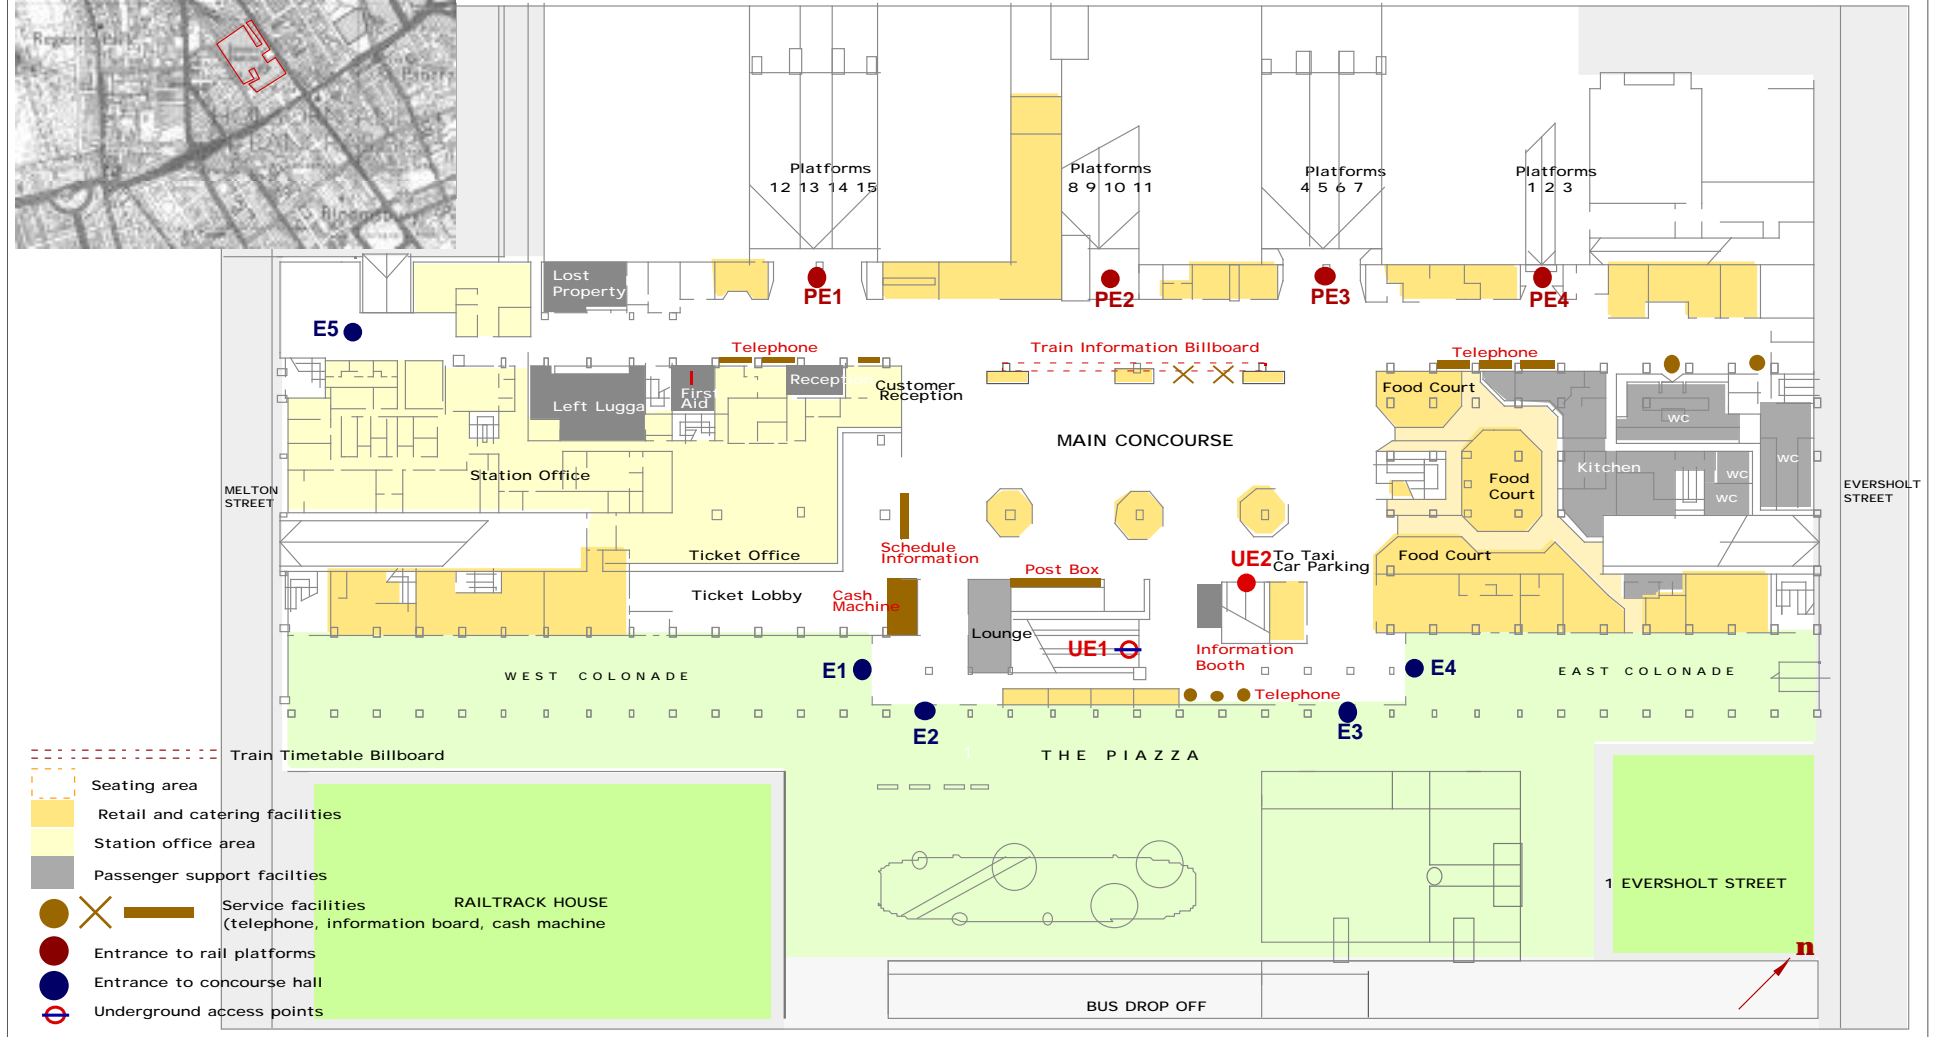 Platforms
12 13 14 15
Platforms
8 9 10 11
Platforms
4 5 6 7
Platforms
1 2 3
Lost
Property
PE1
PE2
PE3
PE4
E5
Telephone
Train Information Billboard
Telephone
First
Aid
Customer
Reception
Food Court
Left Lugga
MAIN CONCOURSE
WC
Station Office
Kitchen
WC
WC
WC
Food
Court
MELTON
STREET
EVERSHOLT
STREET
Ticket Office
Schedule
Information
UE2
To Taxi
Car Parking
Food Court
Post Box
Ticket Lobby
Cash
Machine
Lounge
UE1
Information
Booth
E1
E4
WEST COLONADE
EAST COLONADE
Telephone
E2
E3
THE PIAZZA
Train Timetable Billboard
Seating area
Retail and catering facilities
Station office area
Passenger support facilties
Service facilities
(telephone, information board, cash machine
Entrance to rail platforms
Entrance to concourse hall
Underground access points
RAILTRACK HOUSE
1 EVERSHOLT STREET
n
BUS DROP OFF